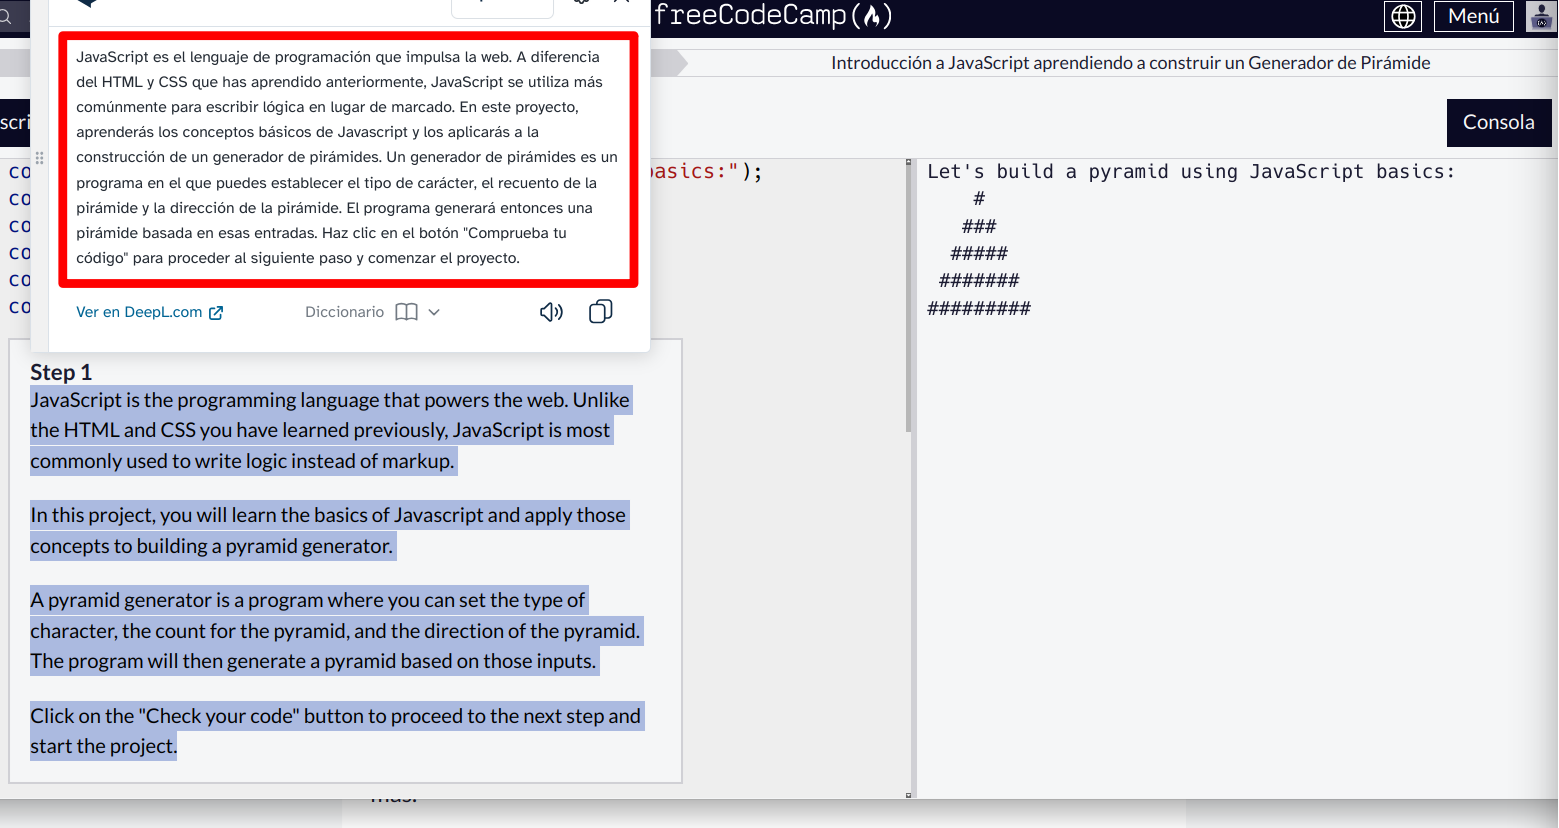 freeCodeCamp(
Menú
Introducción a JavaScript aprendiendo a construir un Generador de Pirámide
scri
Consola
JavaScript es el lenguaje de programación que impulsa la web. A diferencia
del HTML y CSS que has aprendido anteriormente, JavaScript se utiliza más
comúnmente para escribir lógica en lugar de marcado. En este proyecto,
aprenderás los conceptos básicos de Javascript y los aplicarás a la
construcción de un generador de pirámides. Un generador de pirámides es un
programa en el que puedes establecer el tipo de carácter, el recuento de la
pirámide y la dirección de la pirámide. El programa generará entonces una
pirámide basada en esas entradas. Haz clic en el botón "Comprueba tu
código" para proceder al siguiente paso y comenzar el proyecto.
Ver en DeepL.com
Diccionario
co
asics:");
co
co
co
co
co
Step 1
JavaScript is the programming language that powers the web. Unlike
the HTML and CSS you have learned previously, JavaScript is most
commonly used to write logic instead of markup.
In this project, you will learn the basics of Javascript and apply those
concepts to building a pyramid generator.
A pyramid generator is a program where you can set the type of
character, the count for the pyramid, and the direction of the pyramid.
The program will then generate a pyramid based on those inputs.
Click on the "Check your code" button to proceed to the next step and
start the project.
Let's build a pyramid using JavaScript basics:
#
###
#####
#######
#########